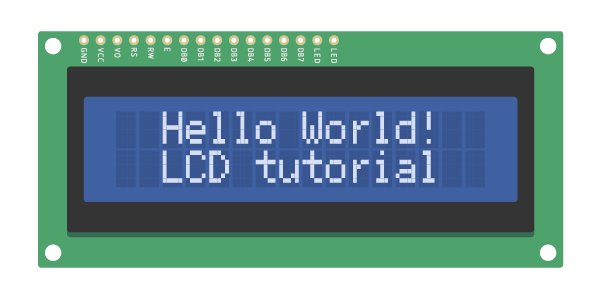 GND VCC VO RS RW E DB0 DB1 DB2 DB3 DB4 DB5 DB6 DB7 LED LED
Hello World!
LCD tutorial